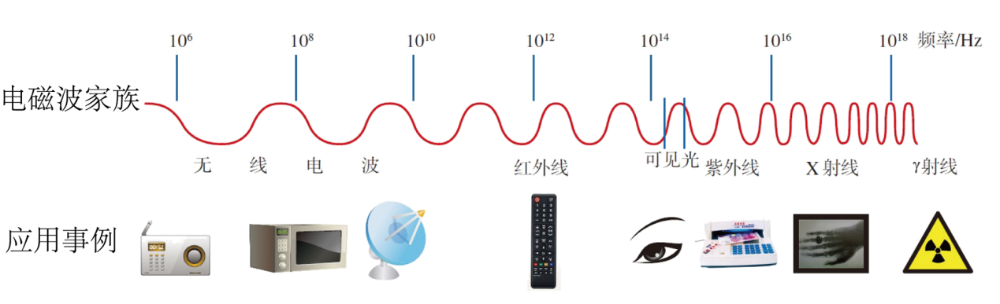 10⁶ 10⁸ 10¹⁰ 10¹² 10¹⁴ 10¹⁶ 10¹⁸ 频率/Hz
电磁波家族
无 线 电 波 红外线 可见光 紫外线 X射线 γ射线
应用事例